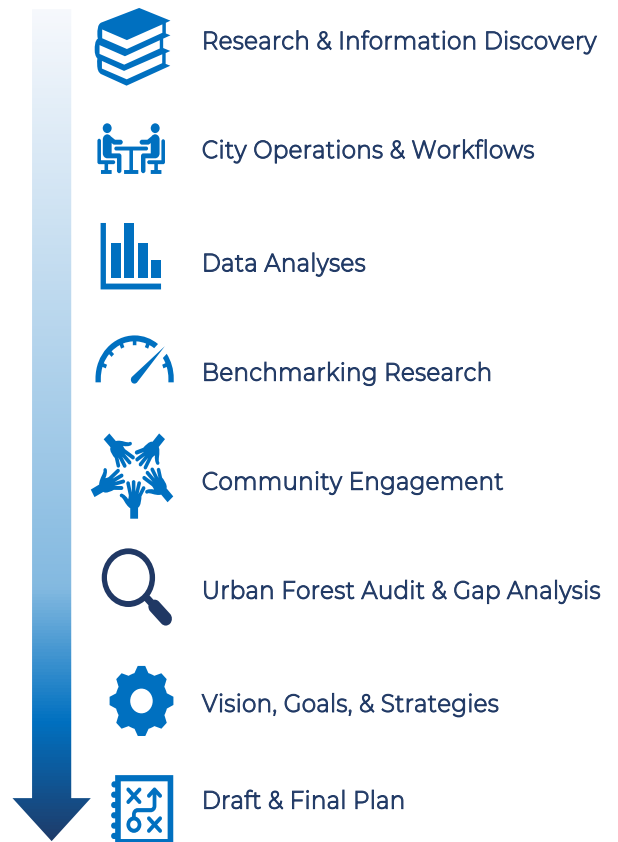 Research & Information Discovery
City Operations & Workflows
Data Analyses
Benchmarking Research
Community Engagement
Urban Forest Audit & Gap Analysis
Vision, Goals, & Strategies
Draft & Final Plan